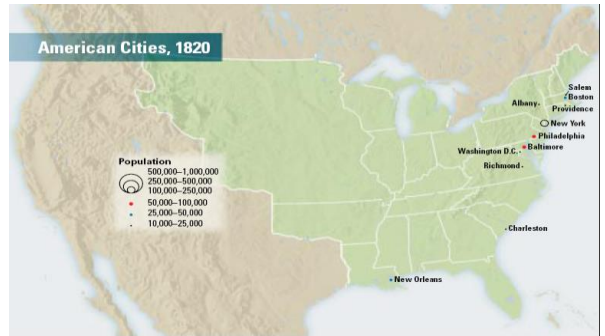 American Cities, 1820
Salem
Boston
Albany
Providence
New York
Philadelphia
Baltimore
Washington D.C.
Richmond
Charleston
New Orleans
Population
500,000–1,000,000
250,000–500,000
100,000–250,000
50,000–100,000
25,000–50,000
10,000–25,000